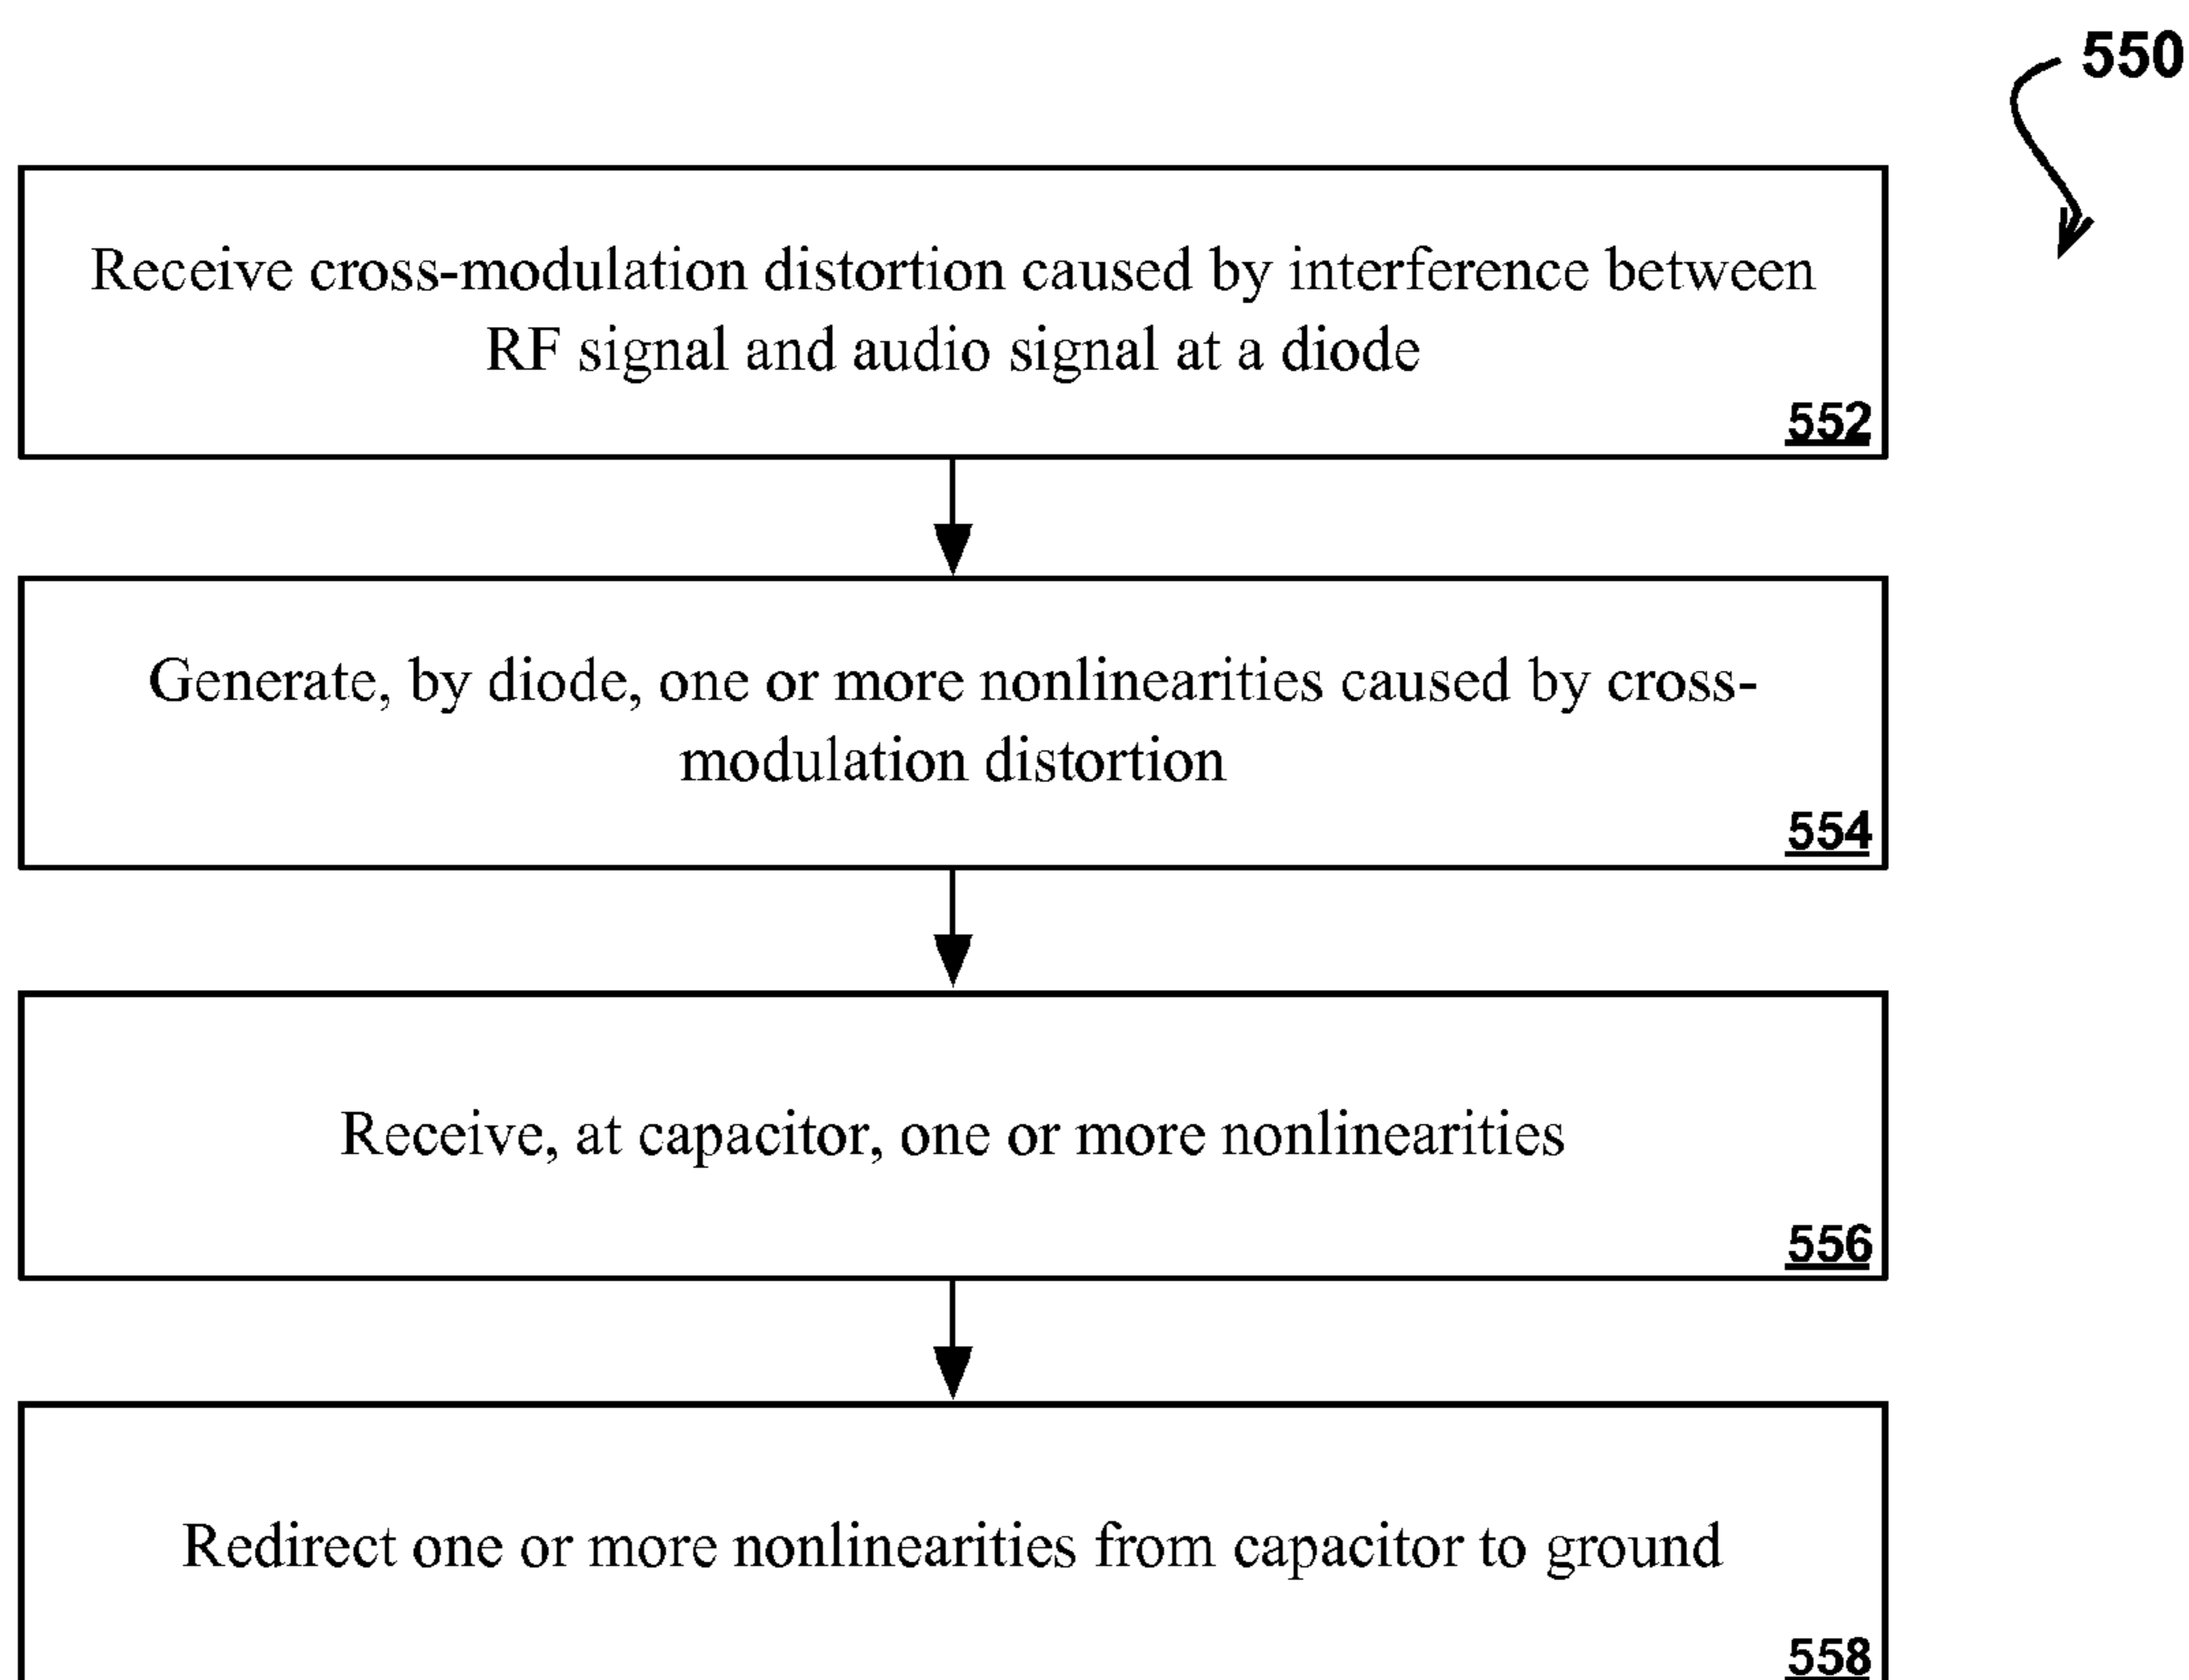 550
Receive cross-modulation distortion caused by interference between
RF signal and audio signal at a diode
552
Generate, by diode, one or more nonlinearities caused by cross-
modulation distortion
554
Receive, at capacitor, one or more nonlinearities
556
Redirect one or more nonlinearities from capacitor to ground
558